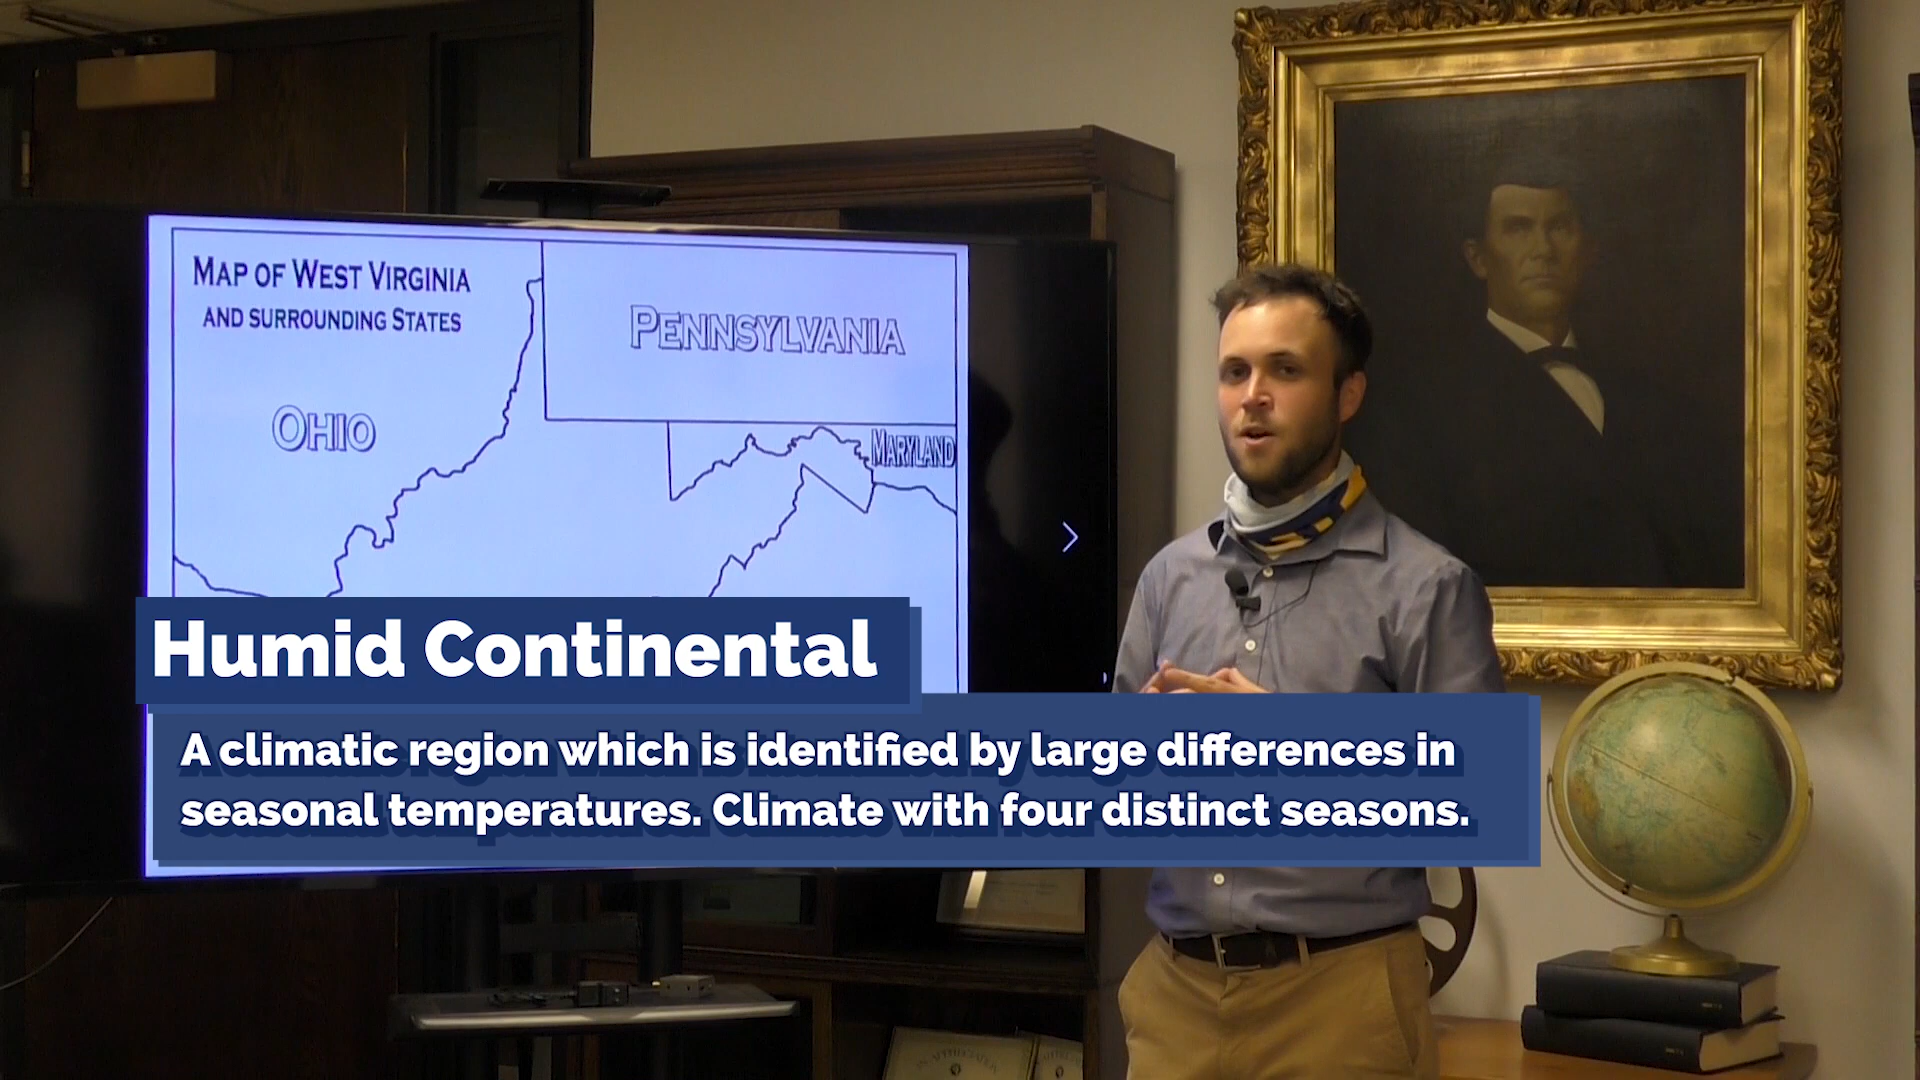 MAP OF WEST VIRGINIA
AND SURROUNDING STATES
PENNSYLVANIA
OHIO
MARYLAND
Humid Continental
A climatic region which is identified by large differences in
seasonal temperatures. Climate with four distinct seasons.